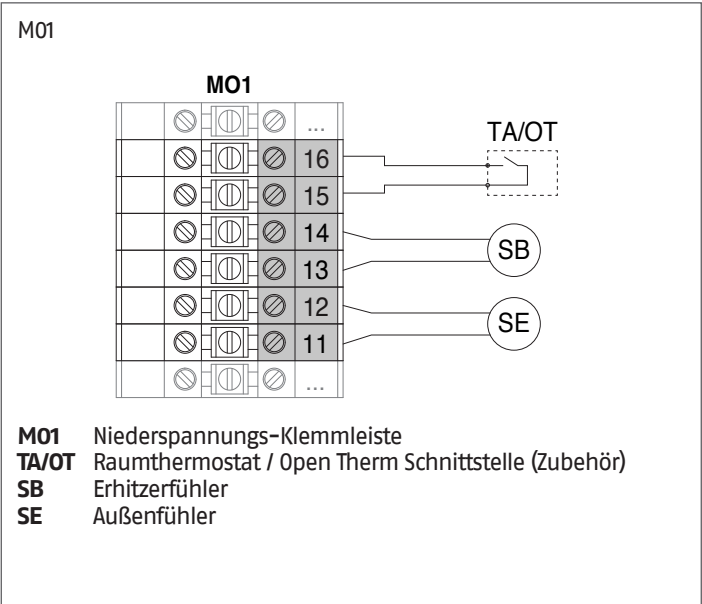 M01
MO1
...
16
TA/OT
15
14
SB
13
12
SE
11
...
M01 Niederspannungs-Klemmleiste
TA/OT Raumthermostat / Open Therm Schnittstelle (Zubehör)
SB Erhitzerfühler
SE Außenfühler